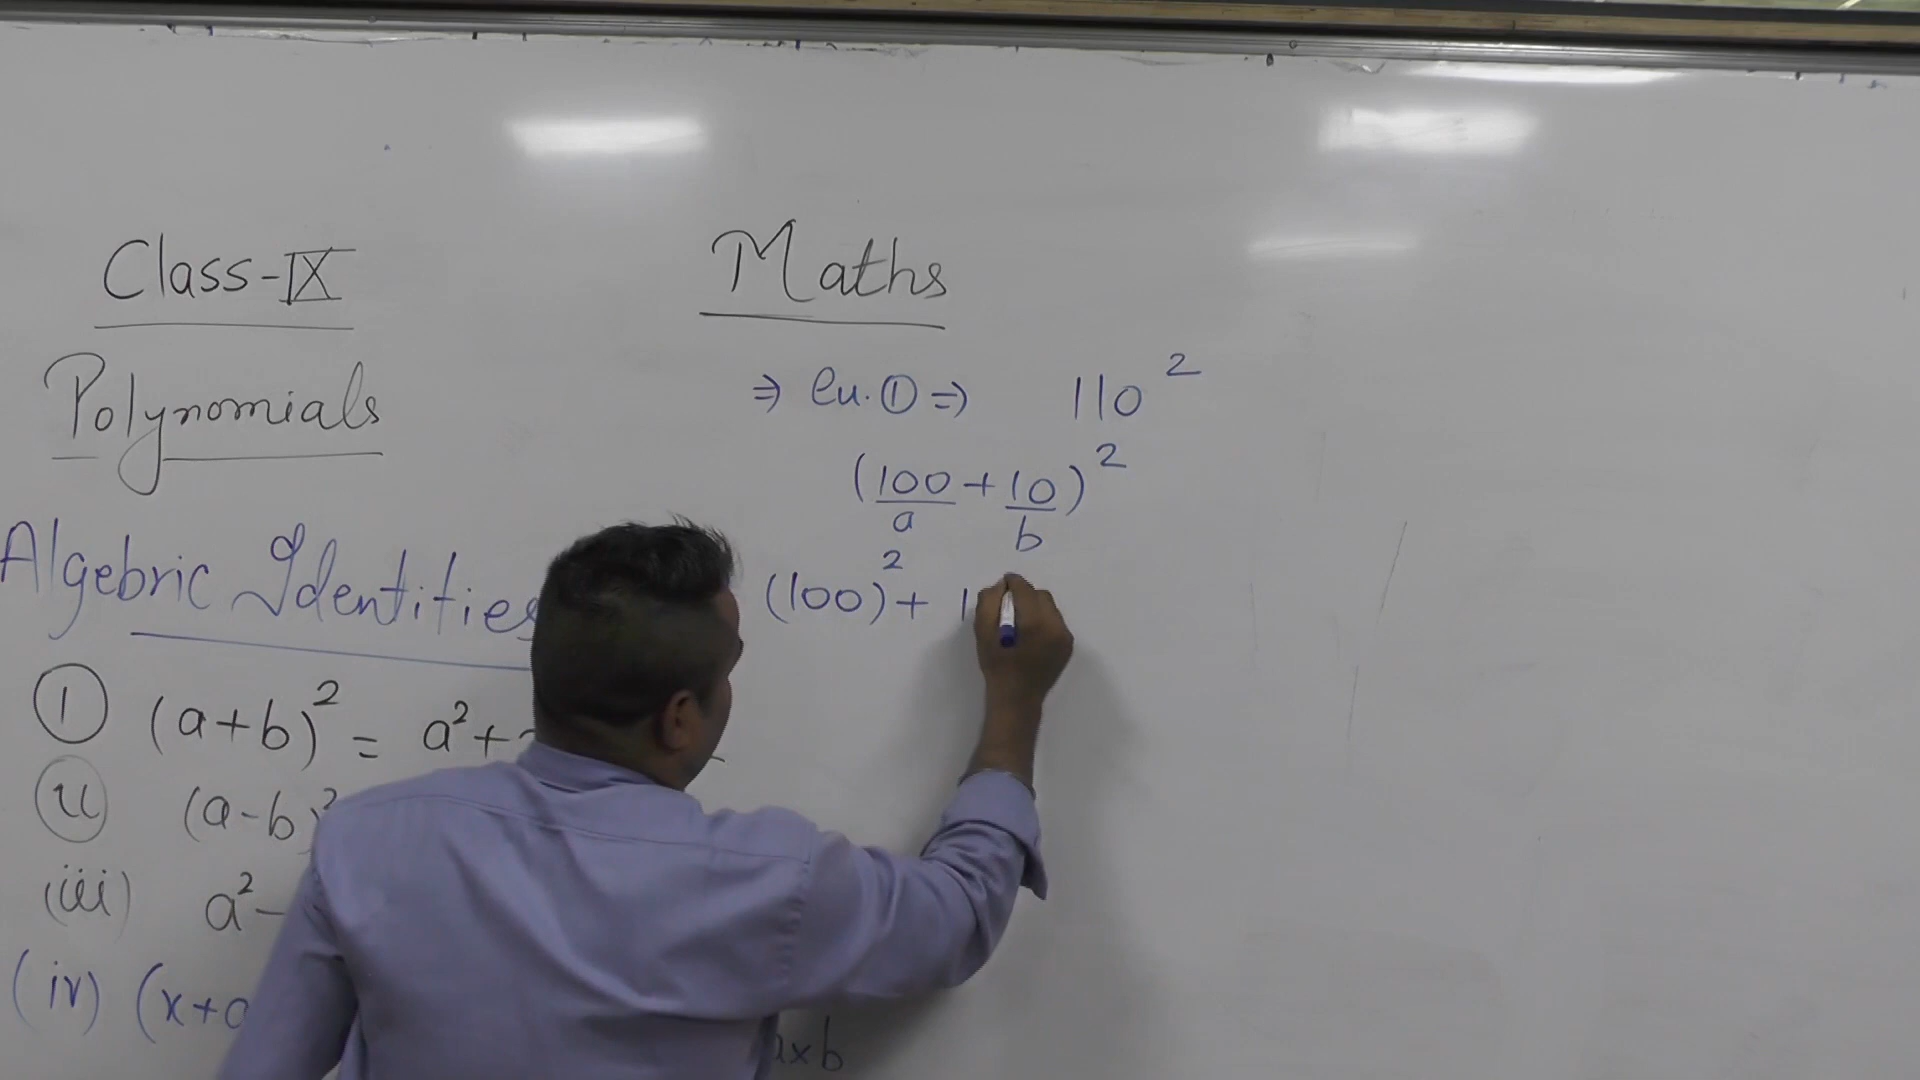 Class-IX
Maths
Polynomials
⇒ Eu. ① ⇒ 110²
(100 + 10)²
a b
Algebric Identities
(100)² + 1
① (a+b)² = a² +
(ii) (a-b)²
(iii) a² -
(iv) (x+a
axb